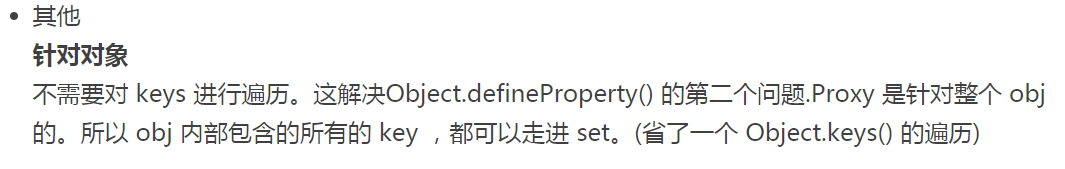 其他
针对对象
不需要对 keys 进行遍历。这解决Object.defineProperty() 的第二个问题.Proxy 是针对整个 obj
的。所以 obj 内部包含的所有的 key ，都可以走进 set。(省了一个 Object.keys() 的遍历)